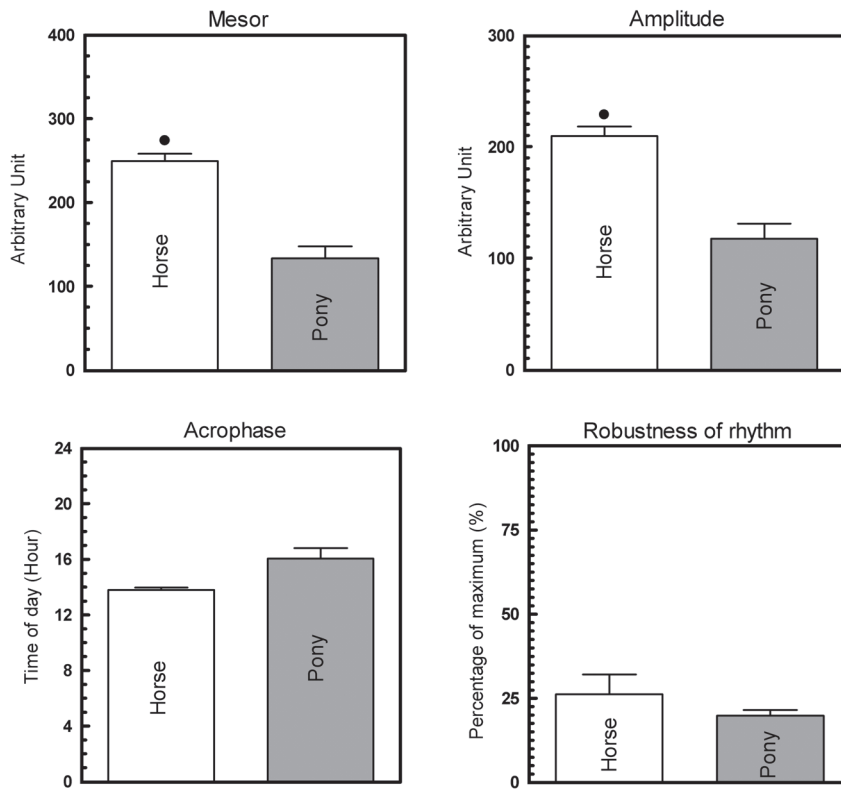 Mesor
Arbitrary Unit
400
300
200
100
0
Horse
Pony
Amplitude
Arbitrary Unit
300
200
100
0
Horse
Pony
Acrophase
Time of day (Hour)
24
20
16
12
8
4
0
Horse
Pony
Robustness of rhythm
Percentage of maximum (%)
100
75
50
25
0
Horse
Pony